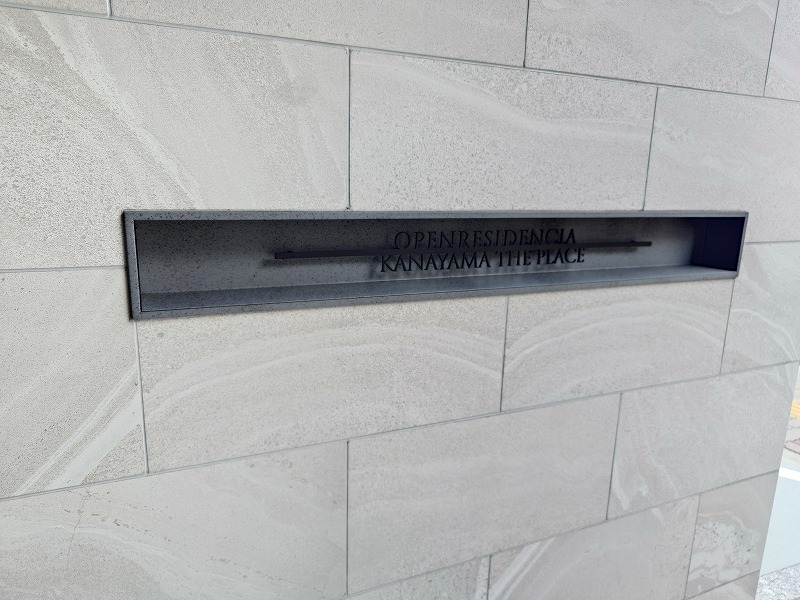 OPENRESIDENCIA
KANAYAMA THE PLACE